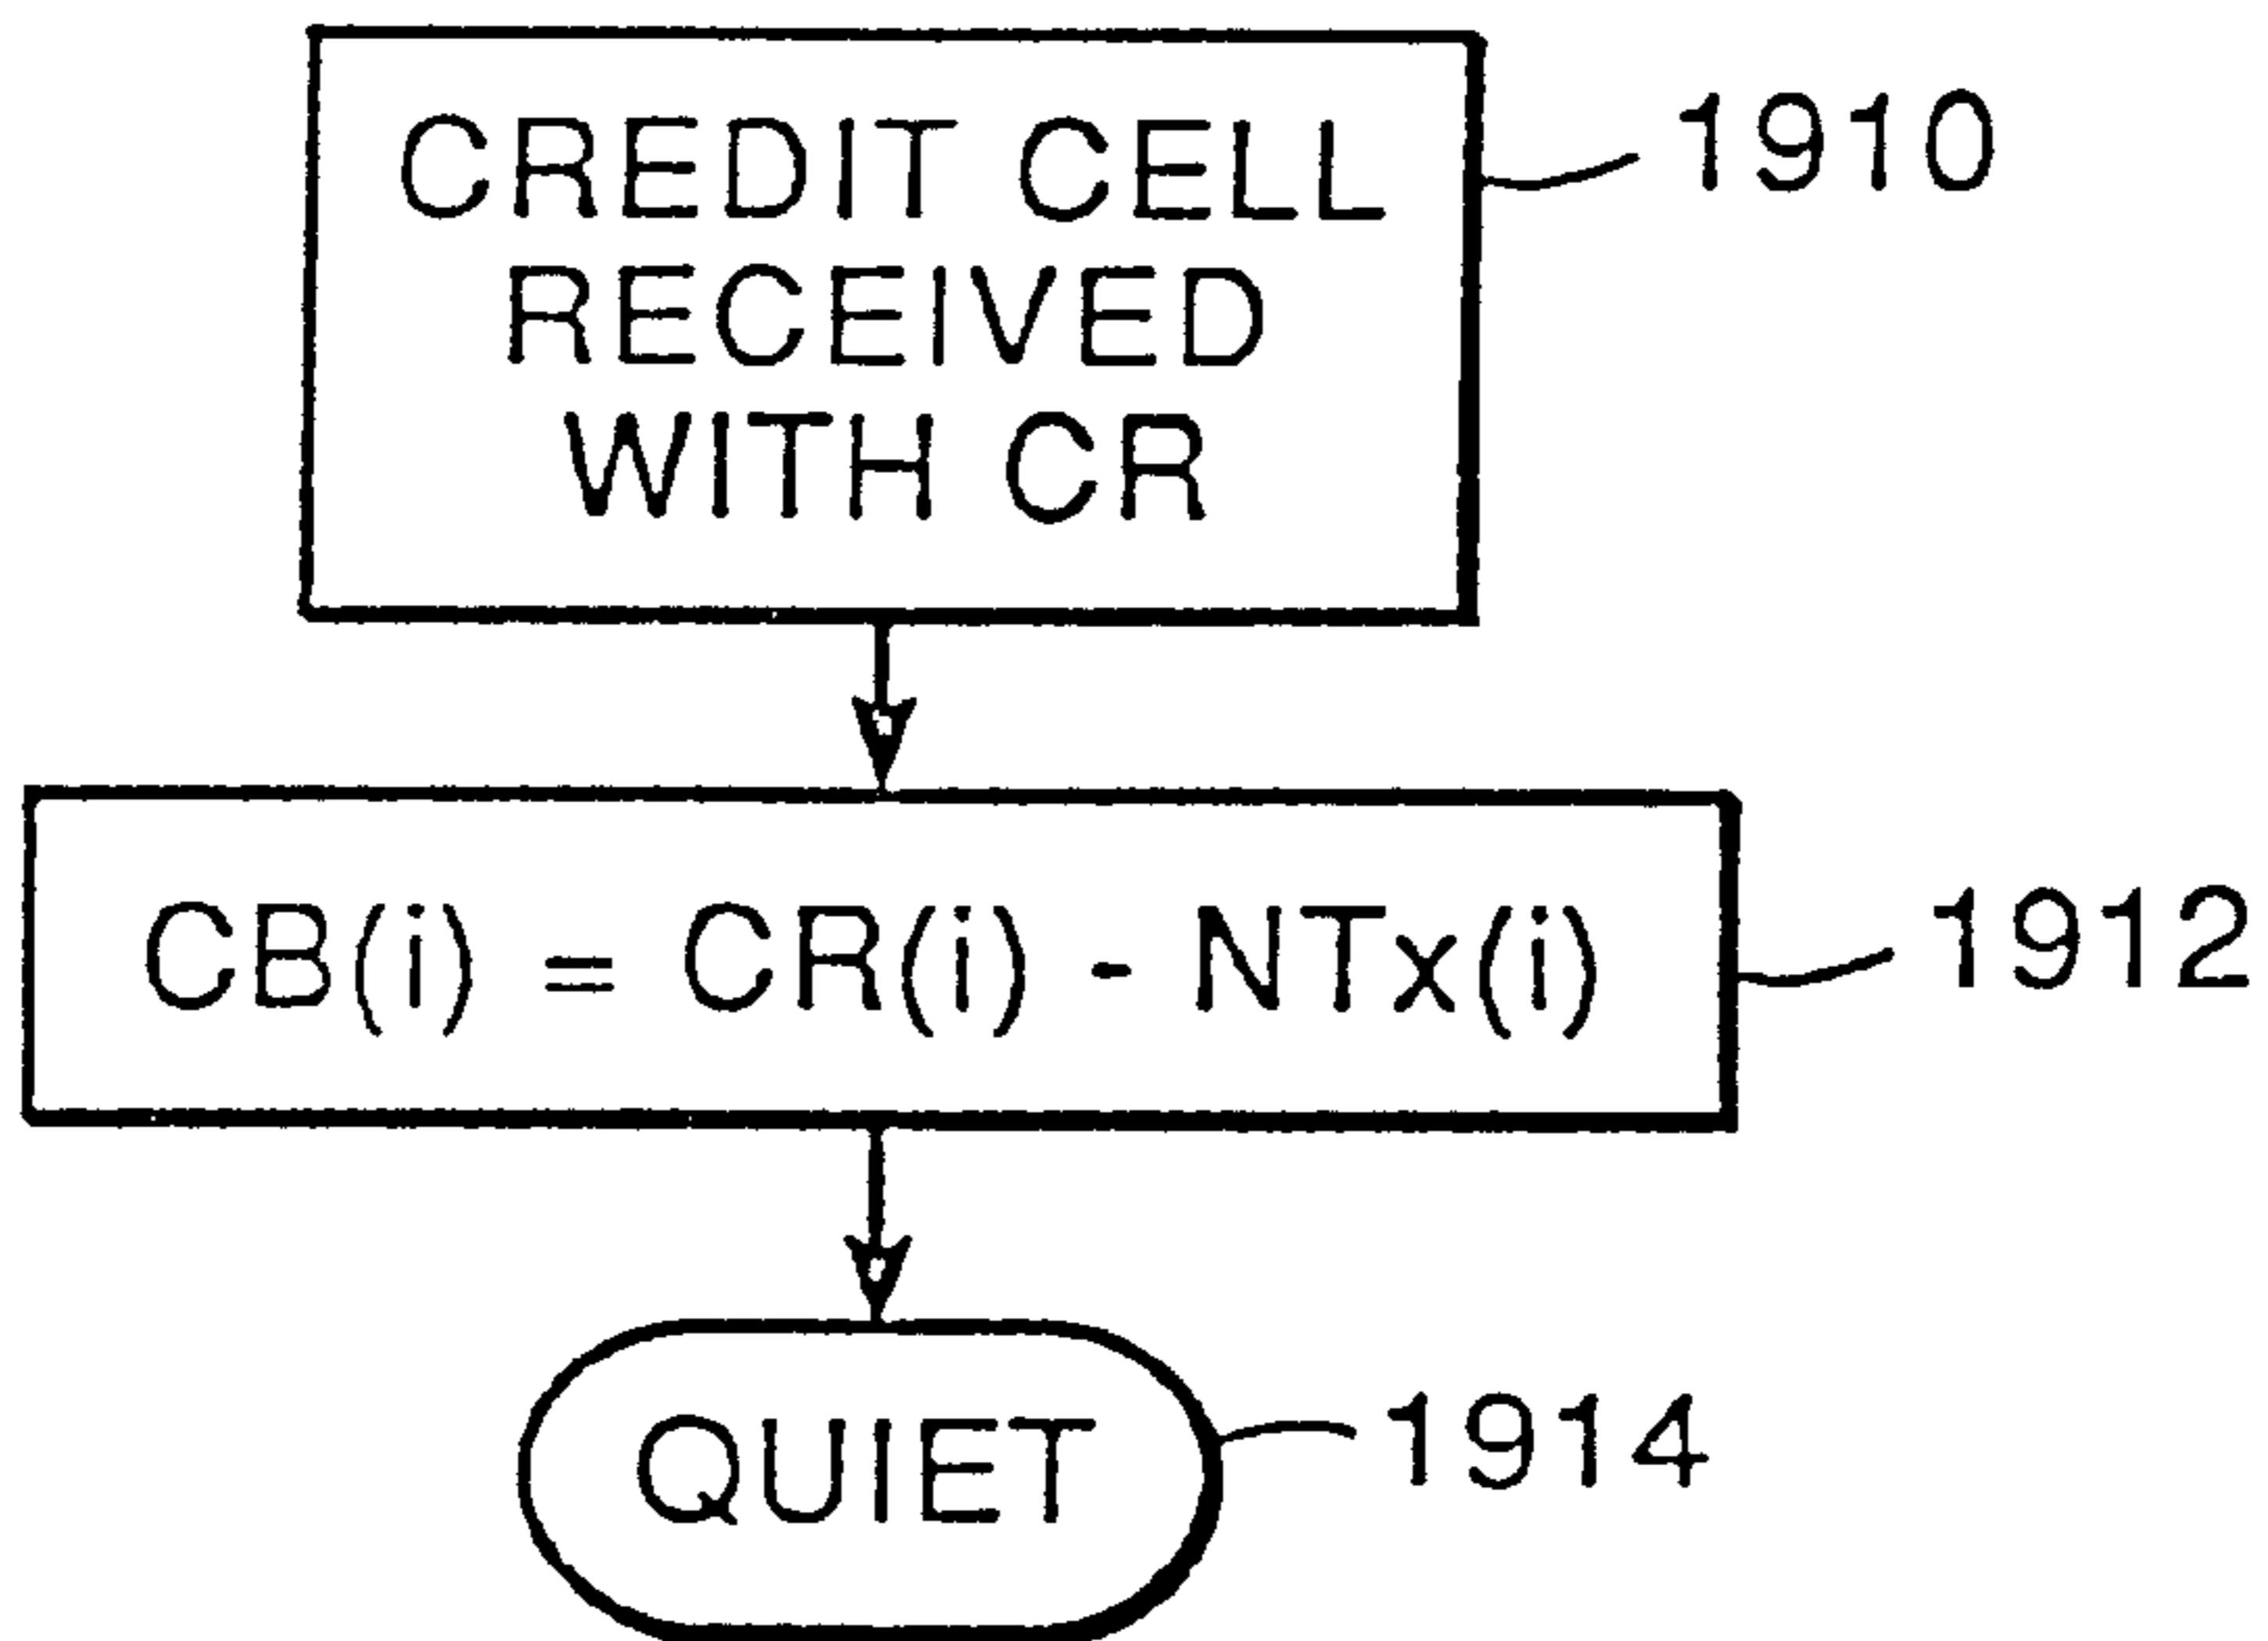 CREDIT CELL
RECEIVED
WITH CR
1910
CB(i) = CR(i) - NTx(i)
1912
QUIET
1914